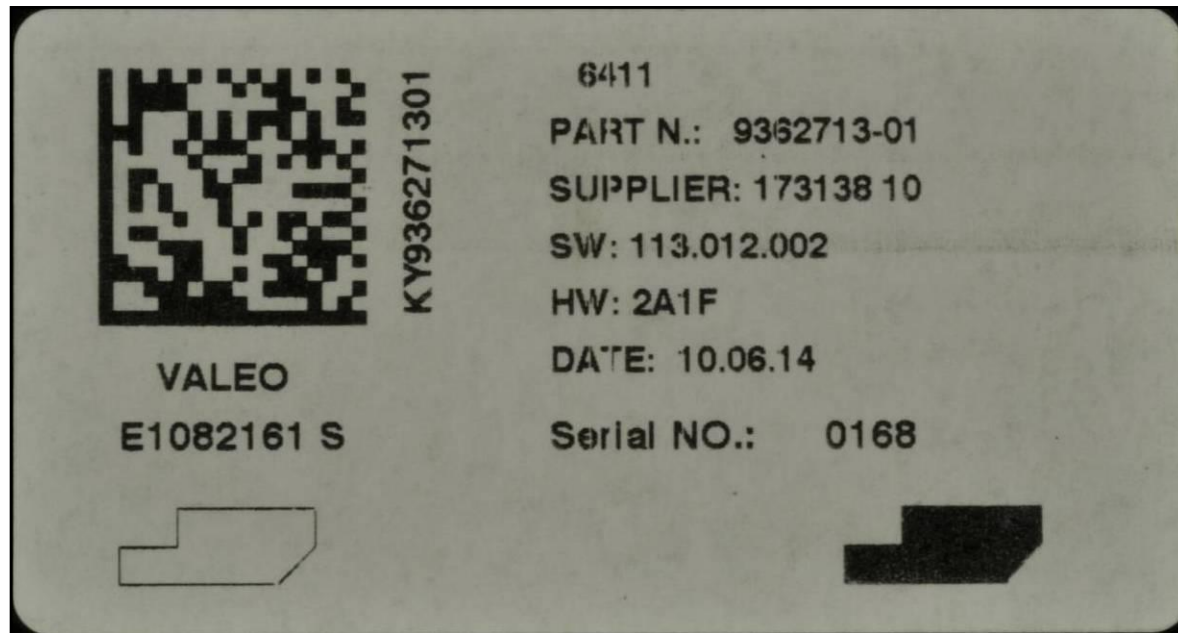 KY936271301
VALEO
E1082161 S
6411
PART N.: 9362713-01
SUPPLIER: 173138 10
SW: 113.012.002
HW: 2A1F
DATE: 10.06.14
Serial NO.: 0168